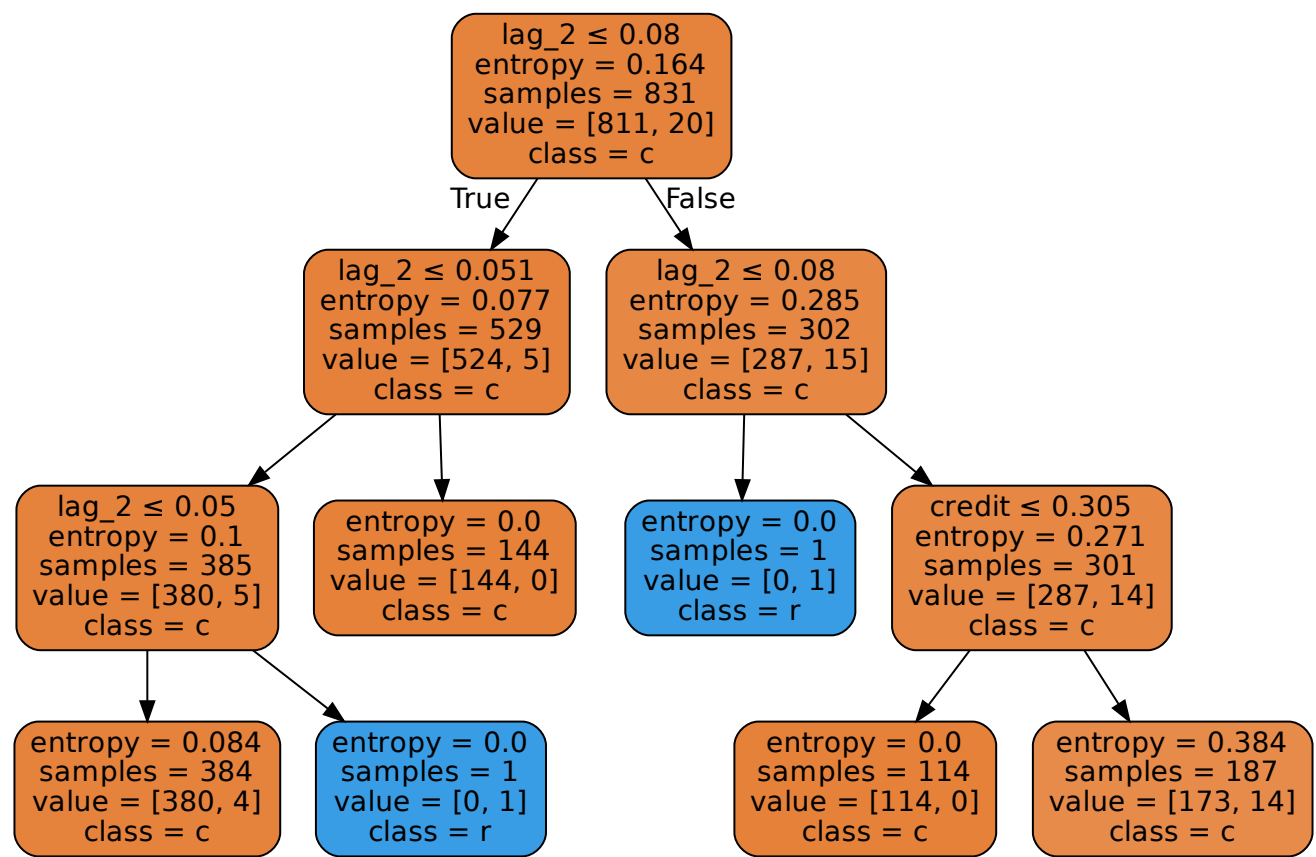 lag_2 ≤ 0.08
entropy = 0.164
samples = 831
value = [811, 20]
class = c
True
False
lag_2 ≤ 0.051
entropy = 0.077
samples = 529
value = [524, 5]
class = c
lag_2 ≤ 0.08
entropy = 0.285
samples = 302
value = [287, 15]
class = c
lag_2 ≤ 0.05
entropy = 0.1
samples = 385
value = [380, 5]
class = c
entropy = 0.0
samples = 144
value = [144, 0]
class = c
entropy = 0.0
samples = 1
value = [0, 1]
class = r
credit ≤ 0.305
entropy = 0.271
samples = 301
value = [287, 14]
class = c
entropy = 0.084
samples = 384
value = [380, 4]
class = c
entropy = 0.0
samples = 1
value = [0, 1]
class = r
entropy = 0.0
samples = 114
value = [114, 0]
class = c
entropy = 0.384
samples = 187
value = [173, 14]
class = c